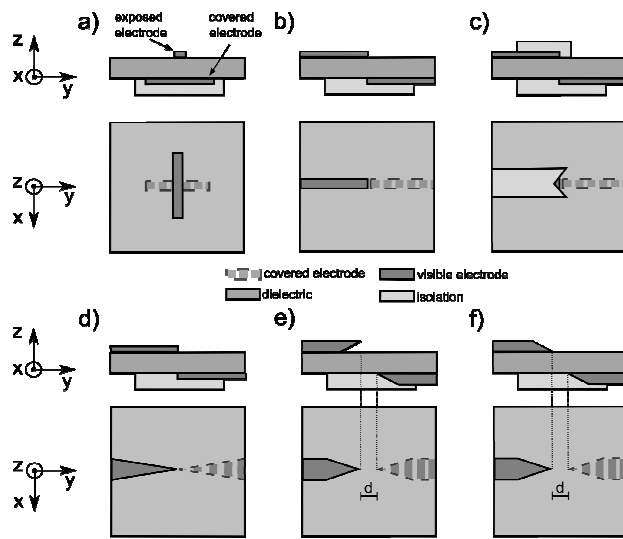 a)
exposed
electrode
covered
electrode
b)
c)
z
x
y
z
x
y
covered electrode
visible electrode
dielectric
isolation
d)
e)
f)
z
x
y
z
x
y
d
d